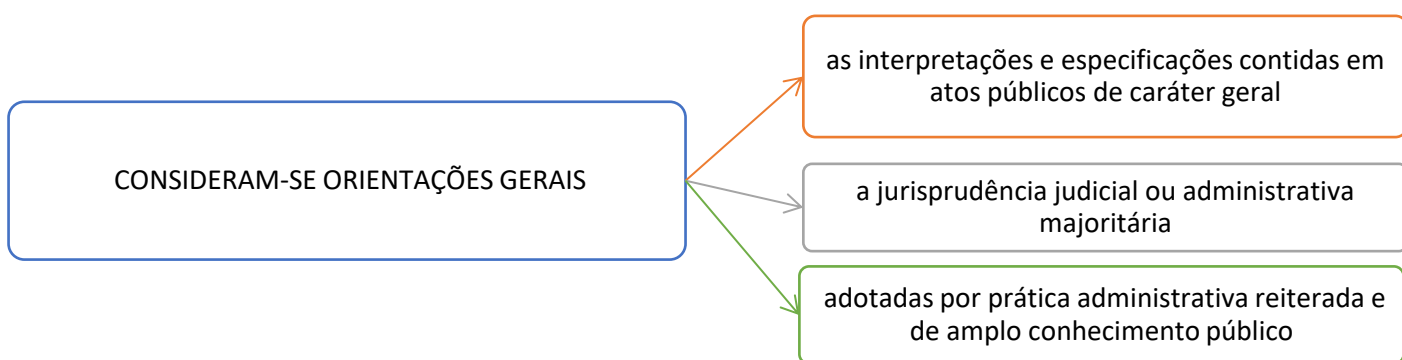 CONSIDERAM-SE ORIENTAÇÕES GERAIS
as interpretações e especificações contidas em
atos públicos de caráter geral
a jurisprudência judicial ou administrativa
majoritária
adotadas por prática administrativa reiterada e
de amplo conhecimento público